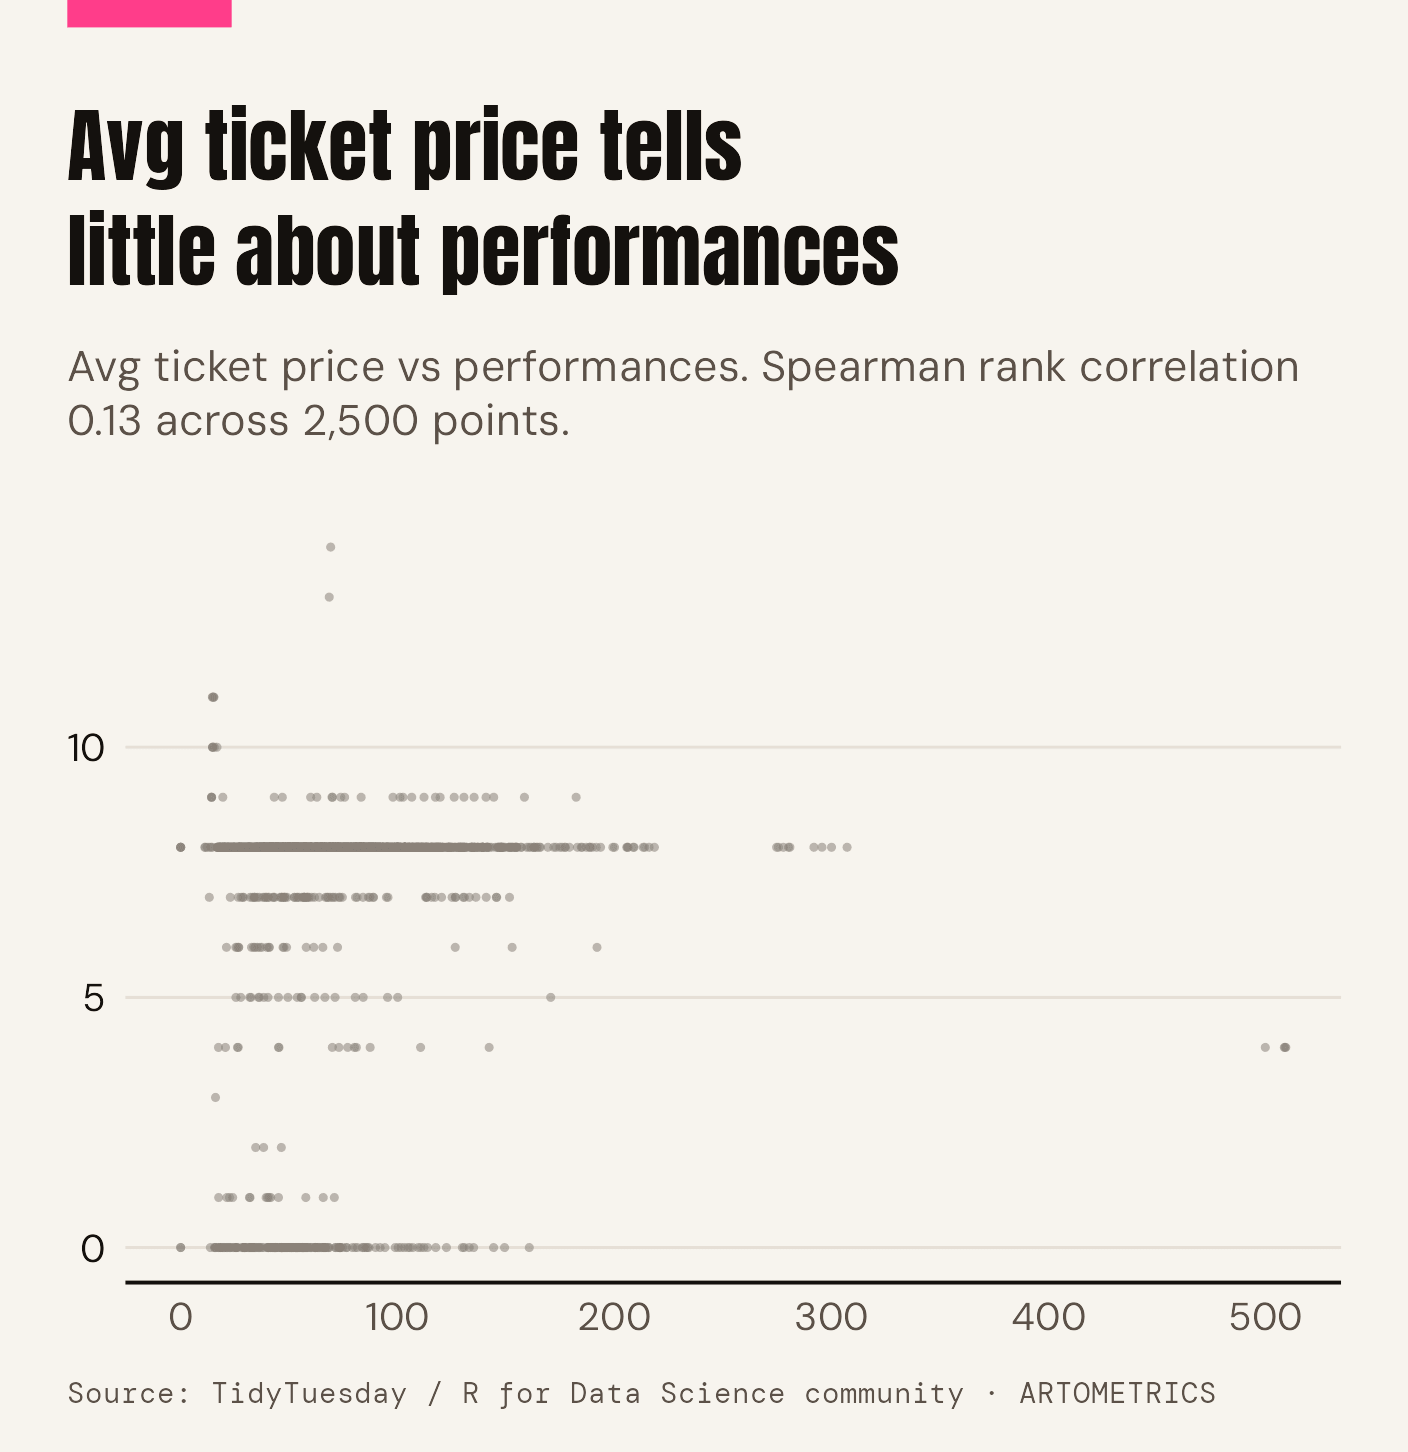 Avg ticket price tells
little about performances
Avg ticket price vs performances. Spearman rank correlation
0.13 across 2,500 points.
10
5
0
0 100 200 300 400 500
Source: TidyTuesday / R for Data Science community · ARTOMETRICS